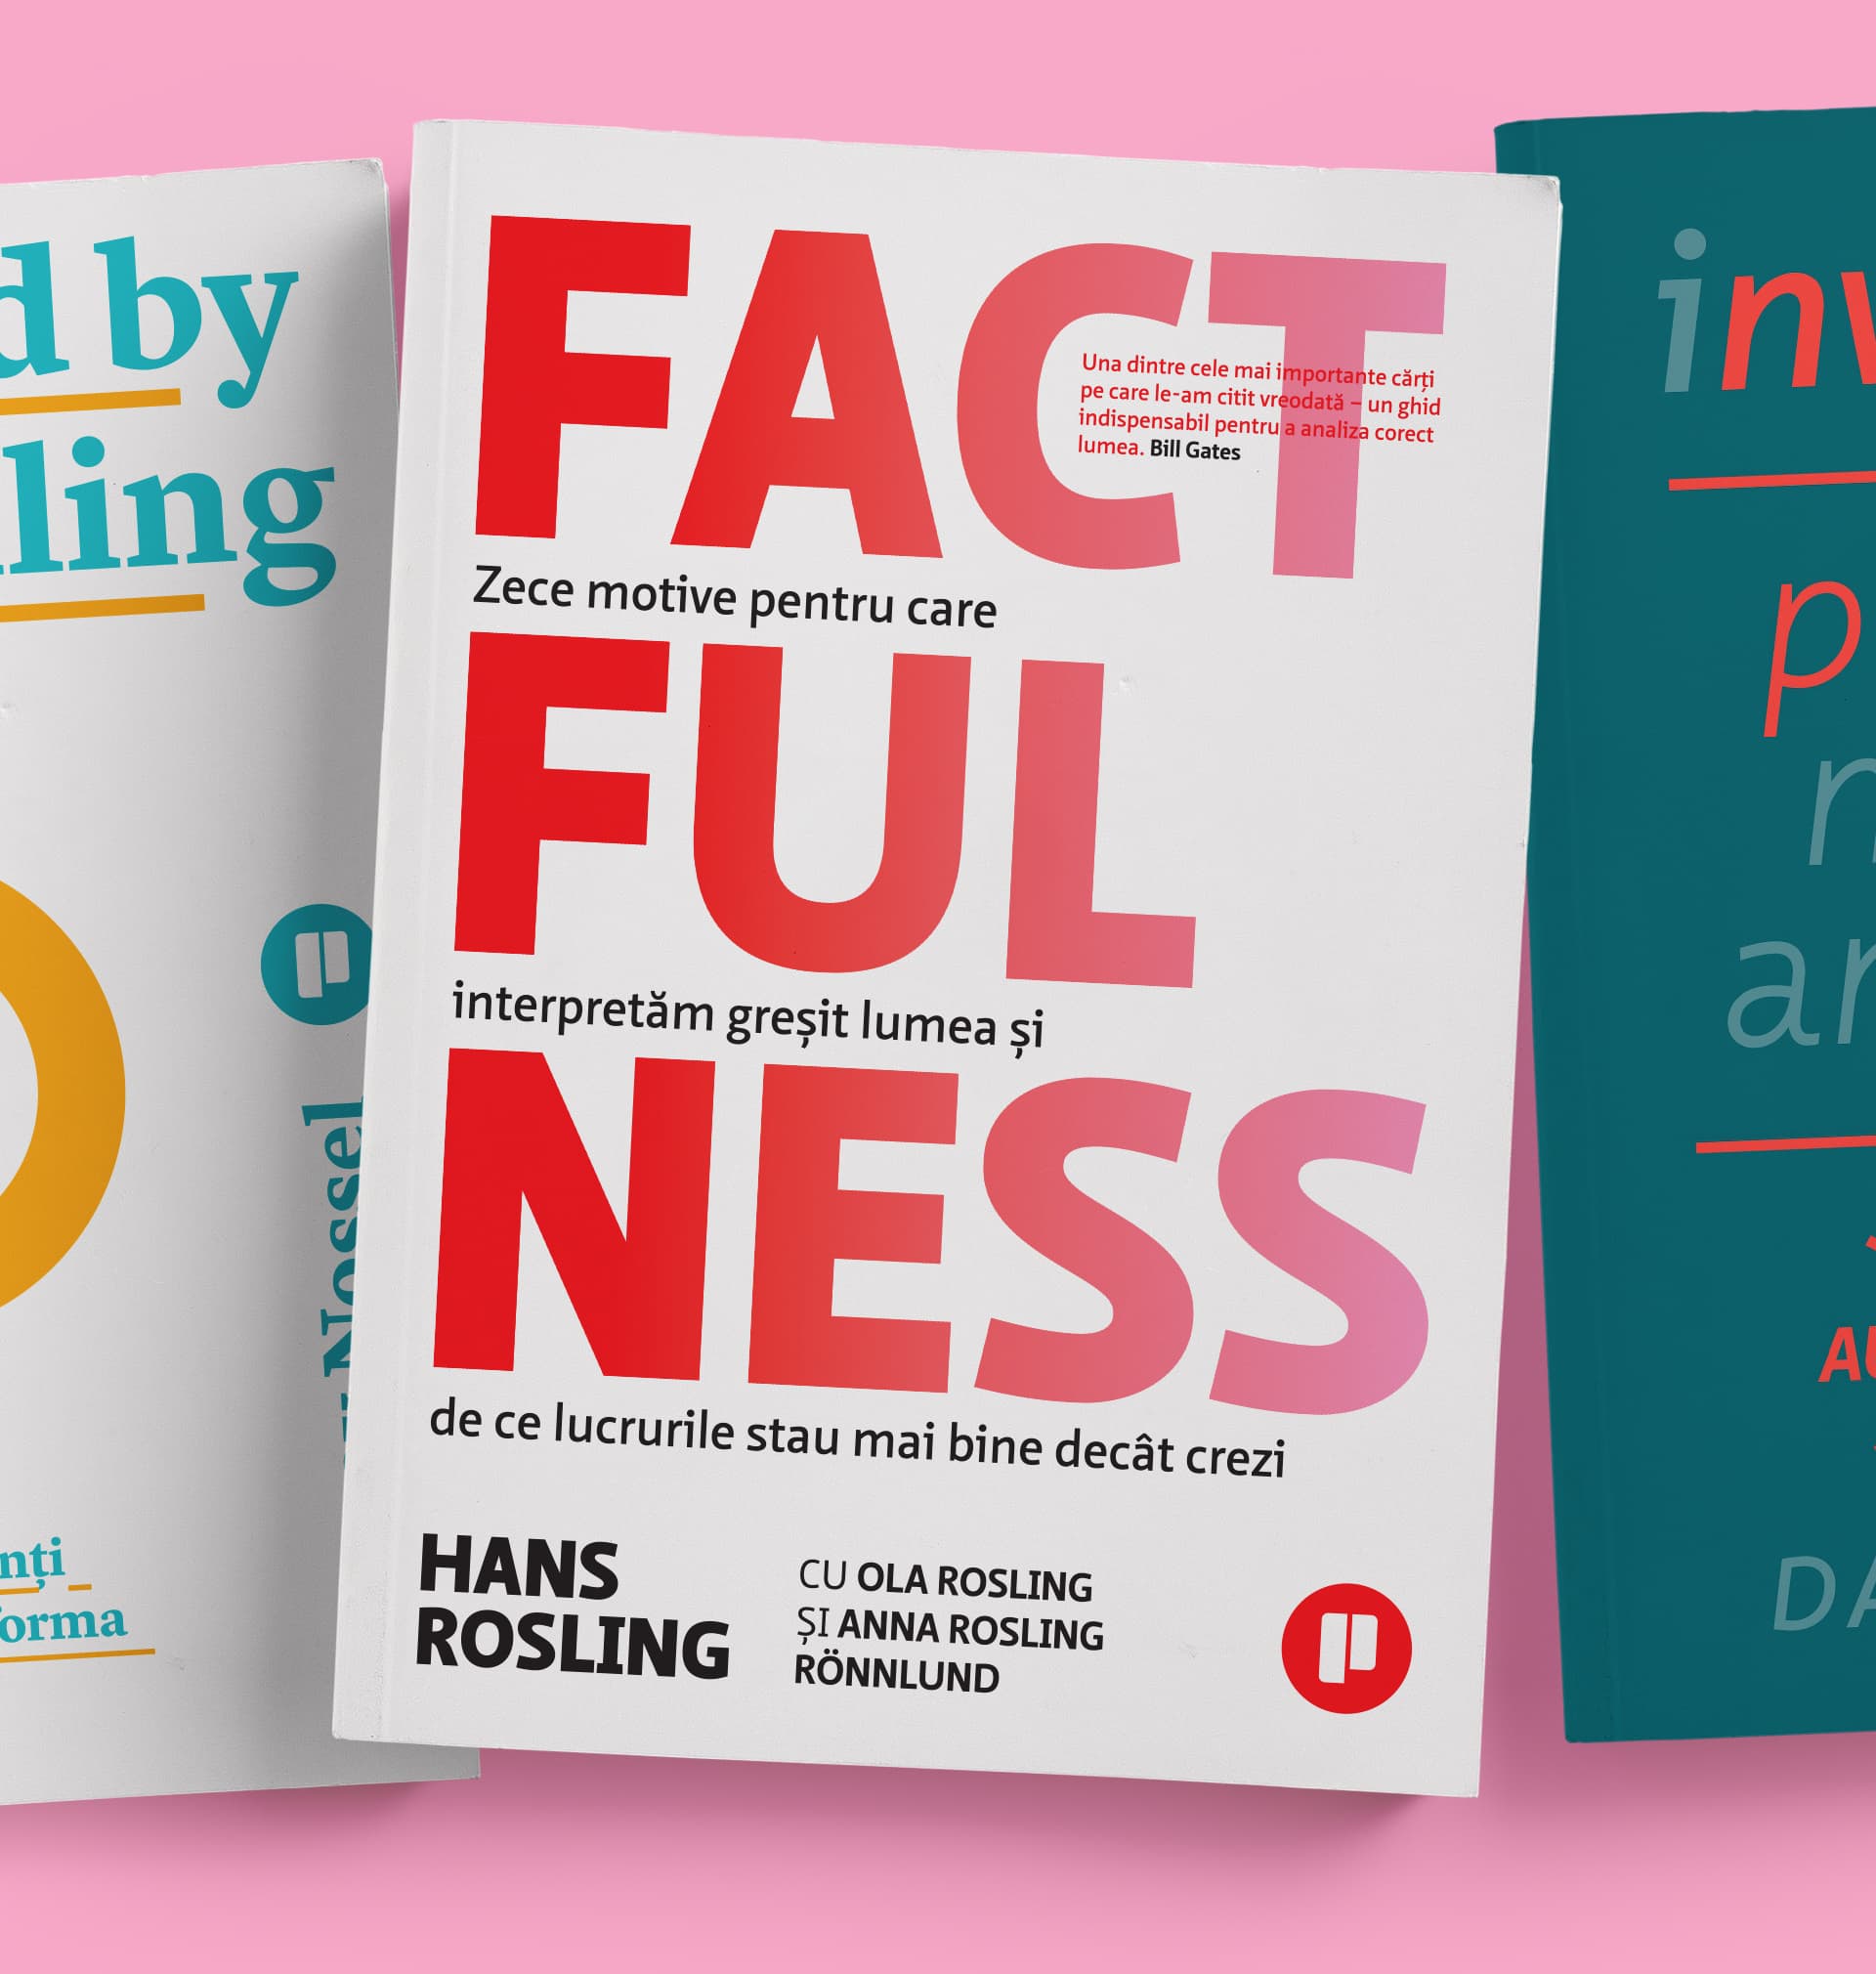 d by
ling
Nossel
nți
forma
FACT
Una dintre cele mai importante cărți
pe care le-am citit vreodată – un ghid
indispensabil pentru a analiza corect
lumea. Bill Gates
Zece motive pentru care
FUL
interpretăm greșit lumea și
NESS
de ce lucrurile stau mai bine decât crezi
HANS
ROSLING
CU OLA ROSLING
ȘI ANNA ROSLING
RÖNNLUND
inv
p
n
ar
AU
DA